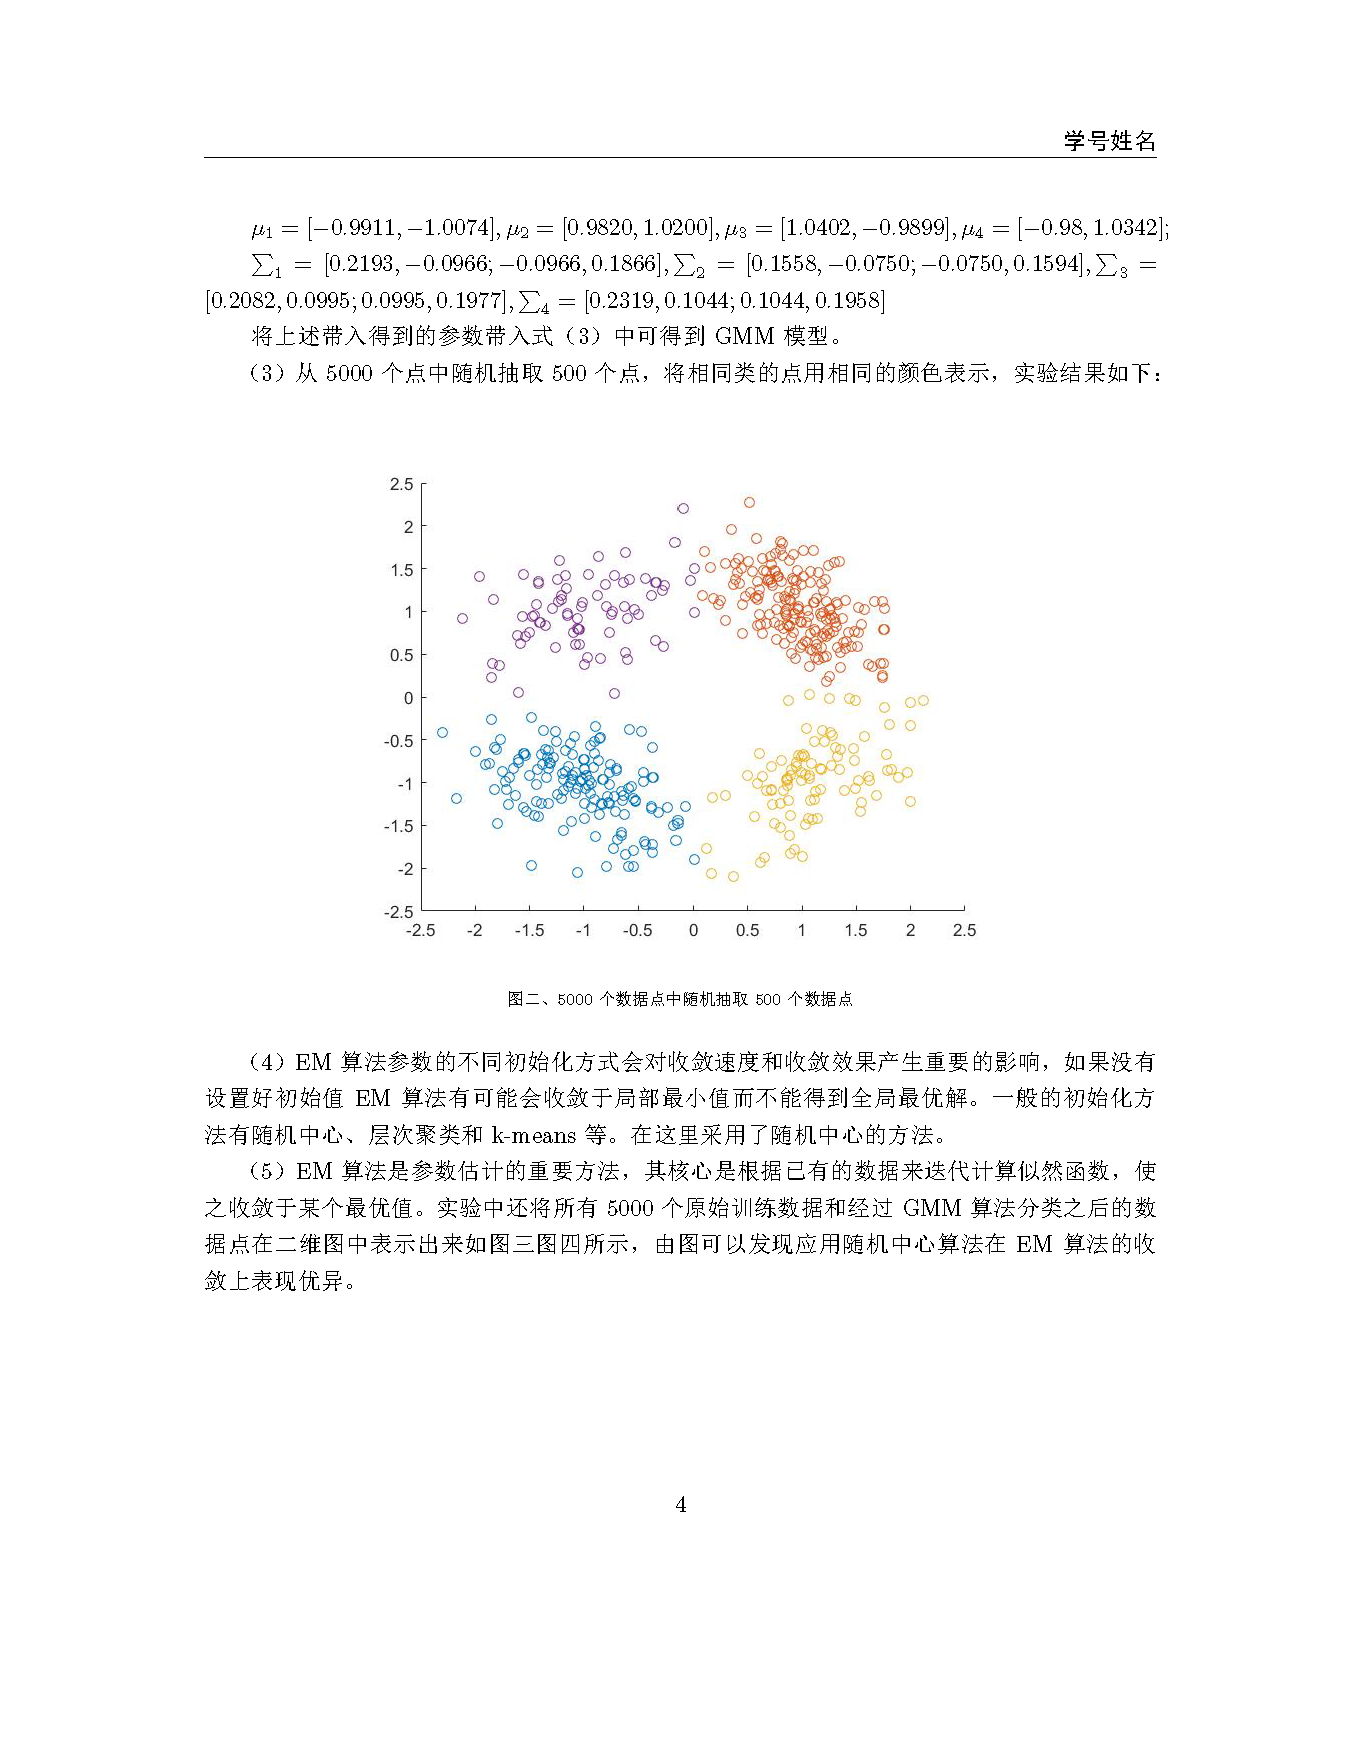 学号姓名
μ1 = [−0.9911, −1.0074], μ2 = [0.9820, 1.0200], μ3 = [1.0402, −0.9899], μ4 = [−0.98, 1.0342];
∑1 = [0.2193, −0.0966; −0.0966, 0.1866], ∑2 = [0.1558, −0.0750; −0.0750, 0.1594], ∑3 =
[0.2082, 0.0995; 0.0995, 0.1977], ∑4 = [0.2319, 0.1044; 0.1044, 0.1958]
将上述带入得到的参数带入式（3）中可得到 GMM 模型。
（3）从 5000 个点中随机抽取 500 个点，将相同类的点用相同的颜色表示，实验结果如下：
2.5
2
1.5
1
0.5
0
-0.5
-1
-1.5
-2
-2.5
-2.5 -2 -1.5 -1 -0.5 0 0.5 1 1.5 2 2.5
图二、5000 个数据点中随机抽取 500 个数据点
（4）EM 算法参数的不同初始化方式会对收敛速度和收敛效果产生重要的影响，如果没有
设置好初始值 EM 算法有可能会收敛于局部最小值而不能得到全局最优解。一般的初始化方
法有随机中心、层次聚类和 k-means 等。在这里采用了随机中心的方法。
（5）EM 算法是参数估计的重要方法，其核心是根据已有的数据来迭代计算似然函数，使
之收敛于某个最优值。实验中还将所有 5000 个原始训练数据和经过 GMM 算法分类之后的数
据点在二维图中表示出来如图三图四所示，由图可以发现应用随机中心算法在 EM 算法的收
敛上表现优异。
4